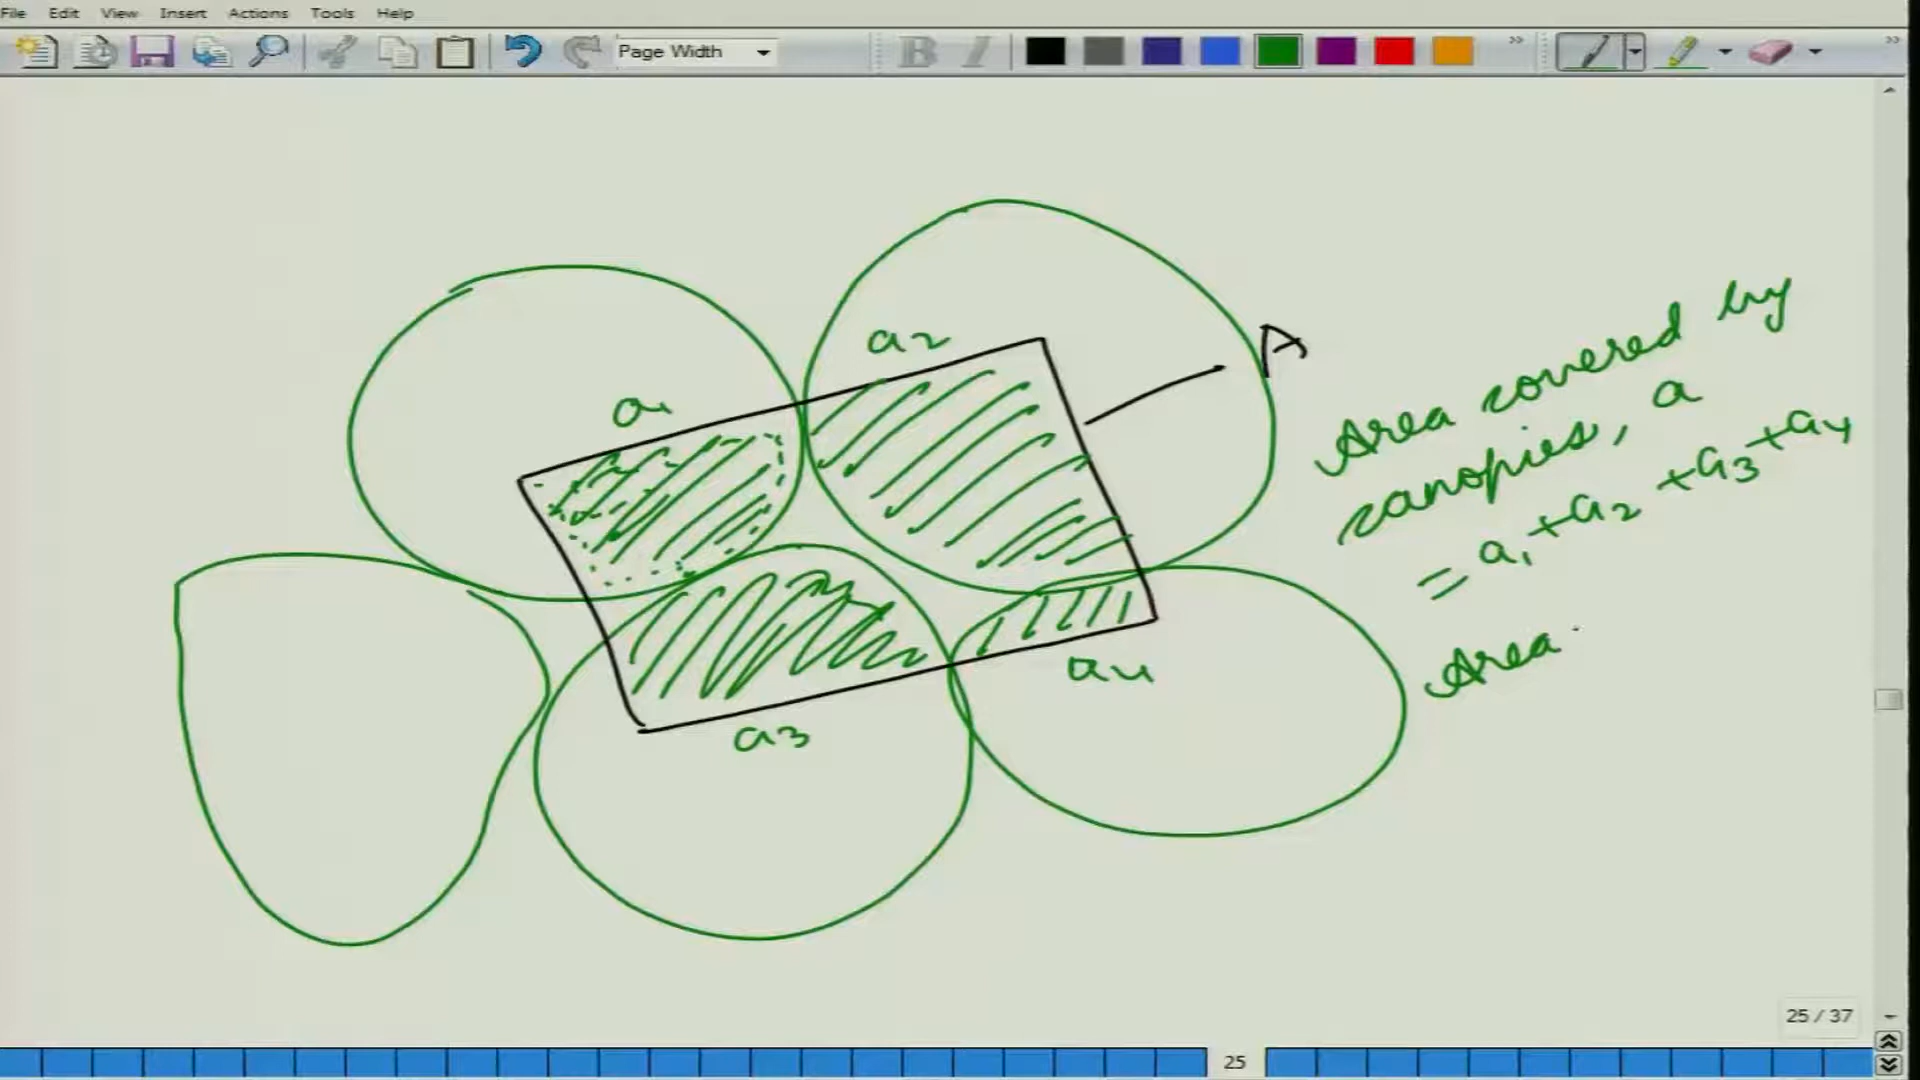 File Edit View Insert Actions Tools Help
Page Width
B I
a1
a2
A
a3
a4
Area covered by
canopies, a
= a1 + a2 + a3 + a4
Area
25 / 37
25